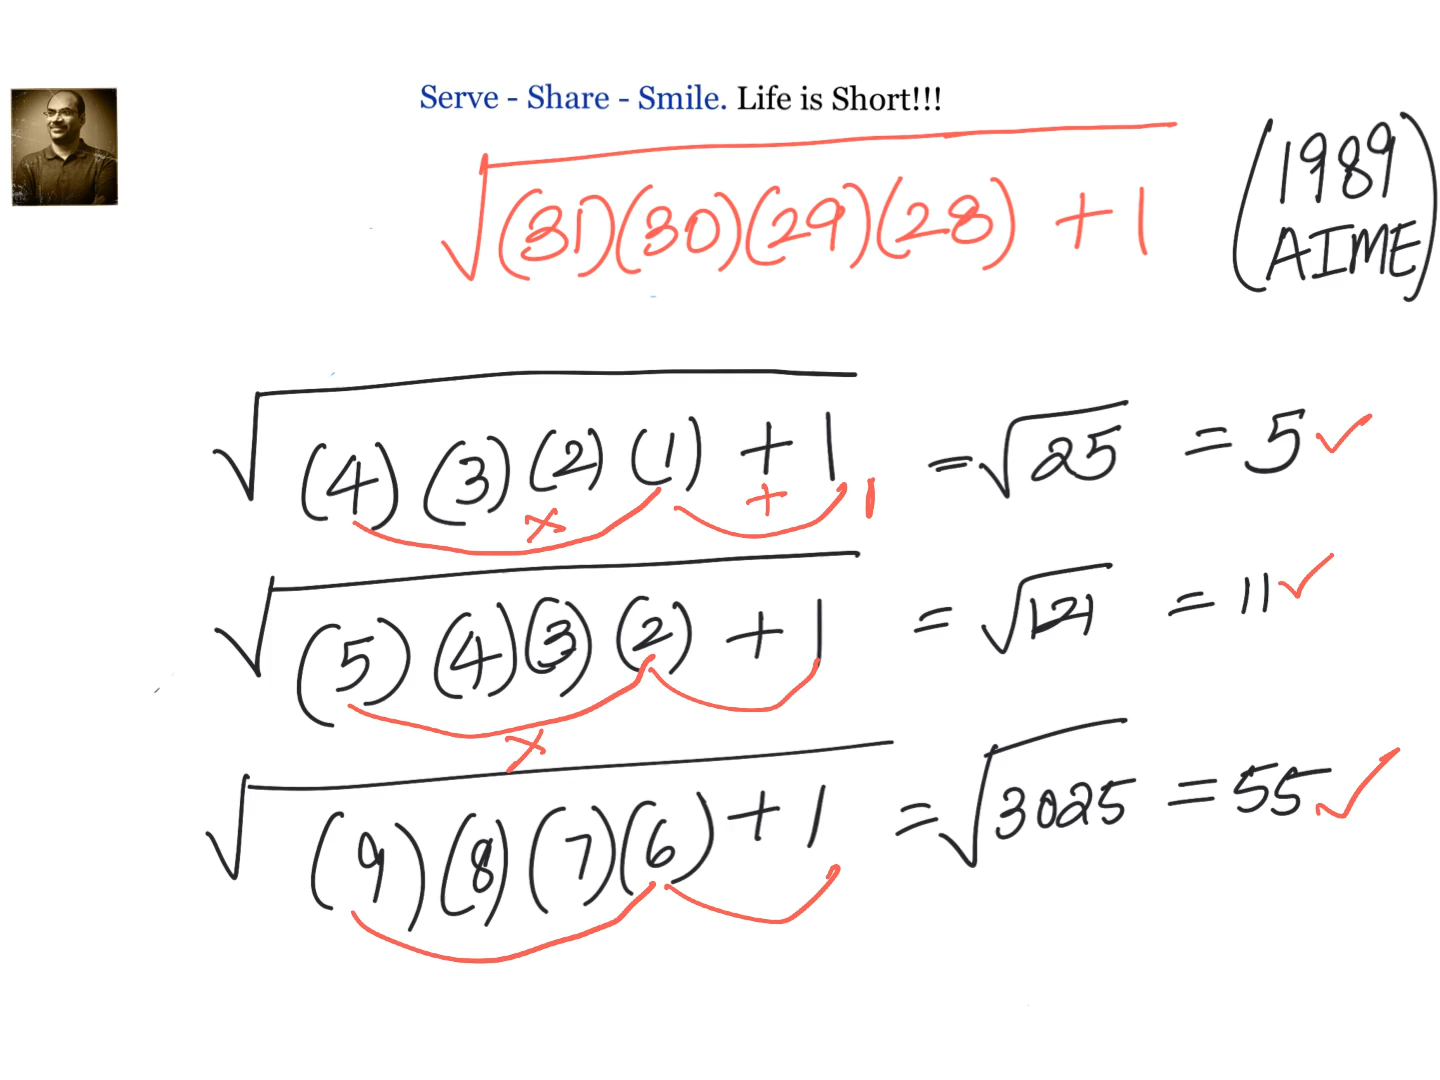 Serve - Share - Smile. Life is Short!!!
√(31)(30)(29)(28) + 1
(1989
AIME)
√(4)(3)(2)(1) + 1 = √25 = 5 ✓
× + 1
√(5)(4)(3)(2) + 1 = √121 = 11 ✓
×
√(9)(8)(7)(6) + 1 = √3025 = 55 ✓